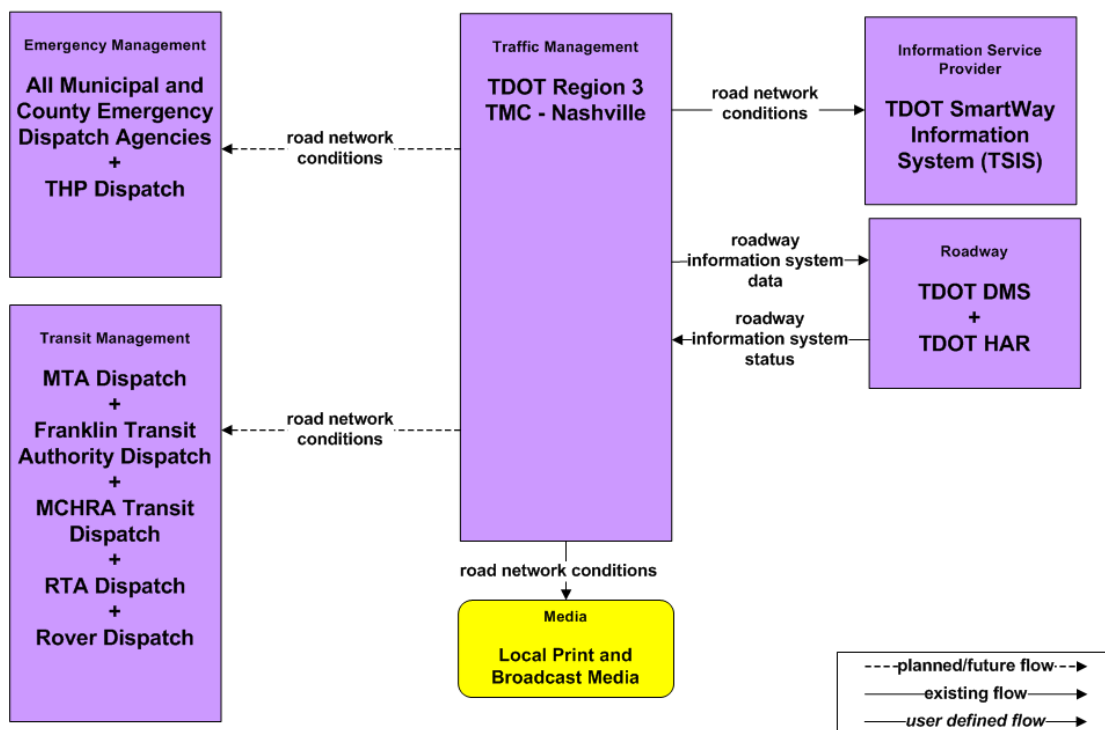 Emergency Management
All Municipal and
County Emergency
Dispatch Agencies
+
THP Dispatch
road network
conditions
Traffic Management
TDOT Region 3
TMC - Nashville
road network
conditions
Information Service
Provider
TDOT SmartWay
Information
System (TSIS)
roadway
information system
data
roadway
information system
status
Roadway
TDOT DMS
+
TDOT HAR
Transit Management
MTA Dispatch
+
Franklin Transit
Authority Dispatch
+
MCHRA Transit
Dispatch
+
RTA Dispatch
+
Rover Dispatch
road network
conditions
road network conditions
Media
Local Print and
Broadcast Media
planned/future flow
existing flow
user defined flow